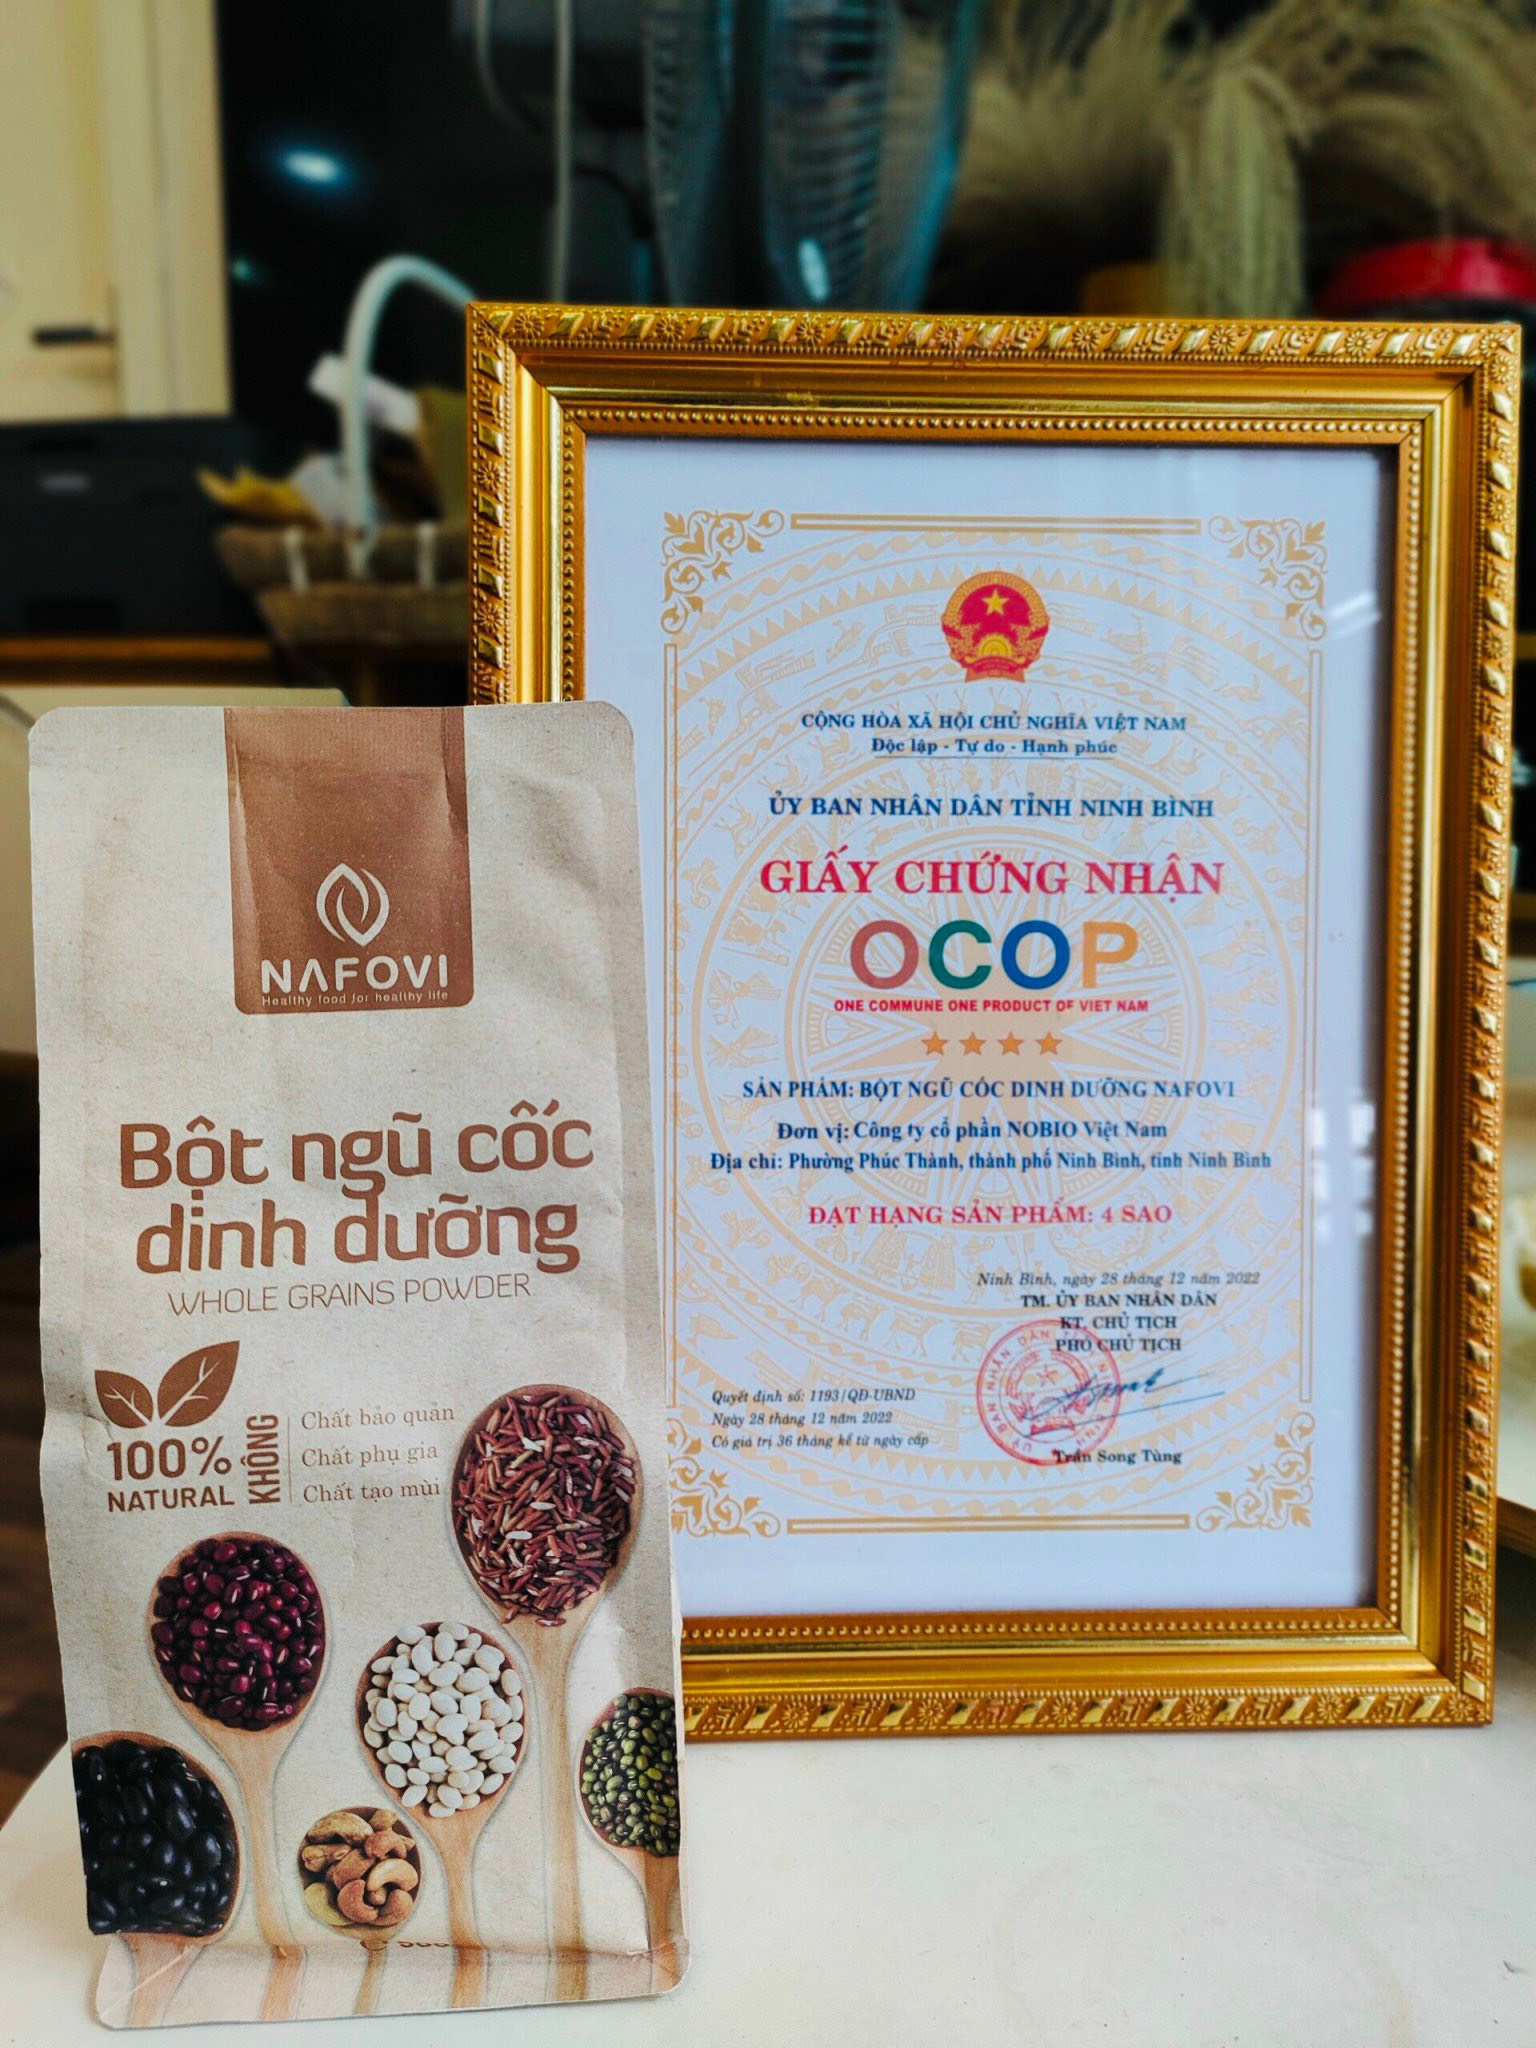 NAFOVI
Healthy food for healthy life
Bột ngũ cốc
dinh dưỡng
WHOLE GRAINS POWDER
100%
NATURAL
KHÔNG
Chất bảo quản
Chất phụ gia
Chất tạo mùi
CỘNG HÒA XÃ HỘI CHỦ NGHĨA VIỆT NAM
Độc lập - Tự do - Hạnh phúc
ỦY BAN NHÂN DÂN TỈNH NINH BÌNH
GIẤY CHỨNG NHẬN
OCOP
ONE COMMUNE ONE PRODUCT OF VIET NAM
SẢN PHẨM: BỘT NGŨ CỐC DINH DƯỠNG NAFOVI
Đơn vị: Công ty cổ phần NOBIO Việt Nam
Địa chỉ: Phường Phúc Thành, thành phố Ninh Bình, tỉnh Ninh Bình
ĐẠT HẠNG SẢN PHẨM: 4 SAO
Ninh Bình, ngày 28 tháng 12 năm 2022
TM. ỦY BAN NHÂN DÂN
KT. CHỦ TỊCH
PHÓ CHỦ TỊCH
Quyết định số: 1193/QĐ-UBND
Ngày 28 tháng 12 năm 2022
Có giá trị 36 tháng kể từ ngày cấp
Trần Song Tùng